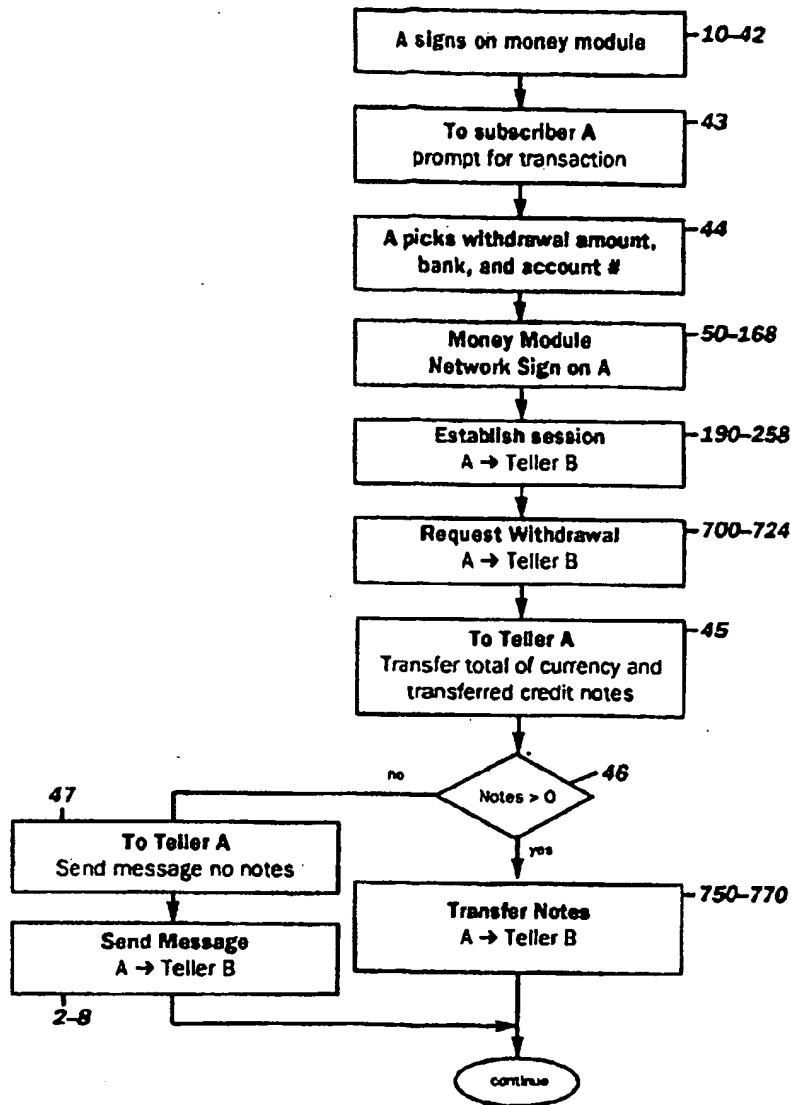 A signs on money module
10–42
To subscriber A
prompt for transaction
43
A picks withdrawal amount,
bank, and account #
44
Money Module
Network Sign on A
50–168
Establish session
A → Teller B
190–258
Request Withdrawal
A → Teller B
700–724
To Teller A
Transfer total of currency and
transferred credit notes
45
Notes > 0
46
no
yes
47
To Teller A
Send message no notes
Send Message
A → Teller B
2–8
Transfer Notes
A → Teller B
750–770
continue